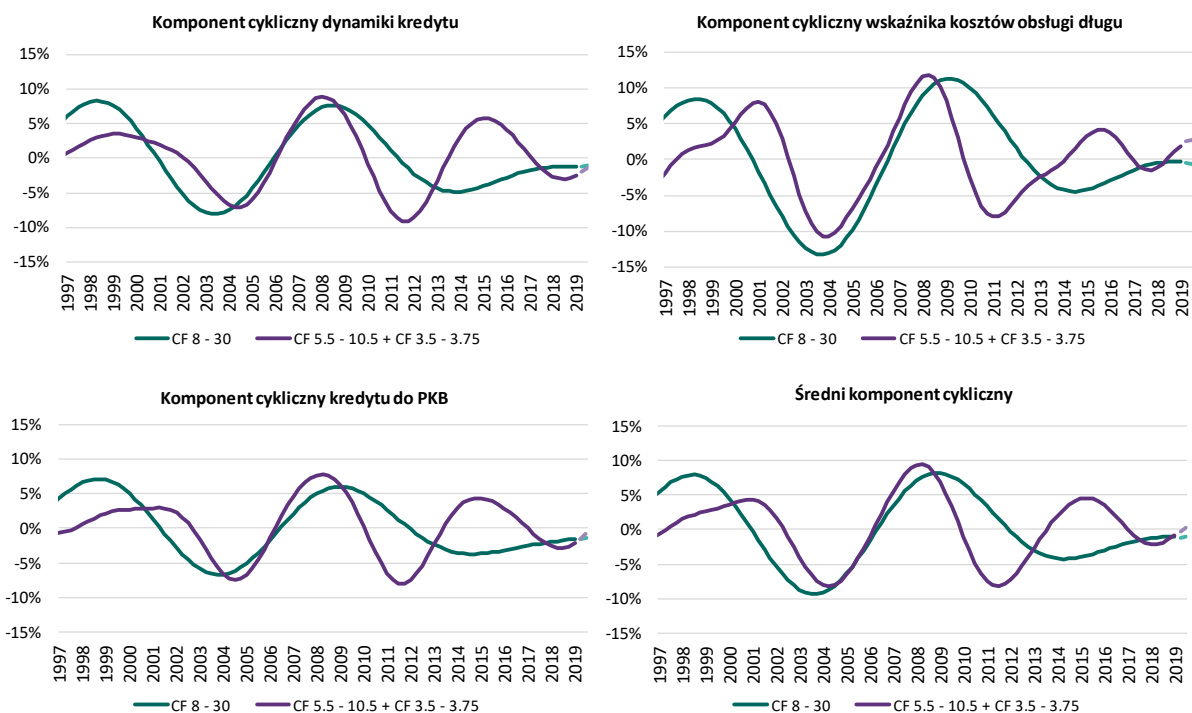 Komponent cykliczny dynamiki kredytu
15%
10%
5%
0%
-5%
-10%
-15%
1997 1998 1999 2000 2001 2002 2003 2004 2005 2006 2007 2008 2009 2010 2011 2012 2013 2014 2015 2016 2017 2018 2019
CF 8 - 30 CF 5.5 - 10.5 + CF 3.5 - 3.75
Komponent cykliczny wskaźnika kosztów obsługi długu
15%
10%
5%
0%
-5%
-10%
-15%
1997 1998 1999 2000 2001 2002 2003 2004 2005 2006 2007 2008 2009 2010 2011 2012 2013 2014 2015 2016 2017 2018 2019
CF 8 - 30 CF 5.5 - 10.5 + CF 3.5 - 3.75
Komponent cykliczny kredytu do PKB
15%
10%
5%
0%
-5%
-10%
-15%
1997 1998 1999 2000 2001 2002 2003 2004 2005 2006 2007 2008 2009 2010 2011 2012 2013 2014 2015 2016 2017 2018 2019
CF 8 - 30 CF 5.5 - 10.5 + CF 3.5 - 3.75
Średni komponent cykliczny
15%
10%
5%
0%
-5%
-10%
-15%
1997 1998 1999 2000 2001 2002 2003 2004 2005 2006 2007 2008 2009 2010 2011 2012 2013 2014 2015 2016 2017 2018 2019
CF 8 - 30 CF 5.5 - 10.5 + CF 3.5 - 3.75